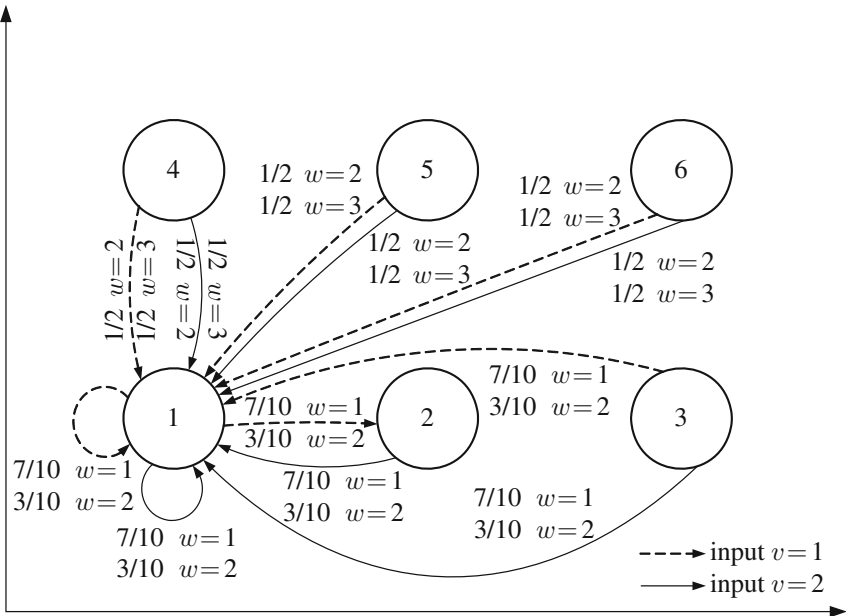 4
5
6
1/2 w=2
1/2 w=3
1/2 w=2
1/2 w=3
1/2 w=2
1/2 w=3
1/2 w=2
1/2 w=3
1/2 w=2
1/2 w=3
1/2 w=2
1/2 w=3
1
2
3
7/10 w=1
3/10 w=2
7/10 w=1
3/10 w=2
7/10 w=1
3/10 w=2
7/10 w=1
3/10 w=2
7/10 w=1
3/10 w=2
7/10 w=1
3/10 w=2
input v=1
input v=2